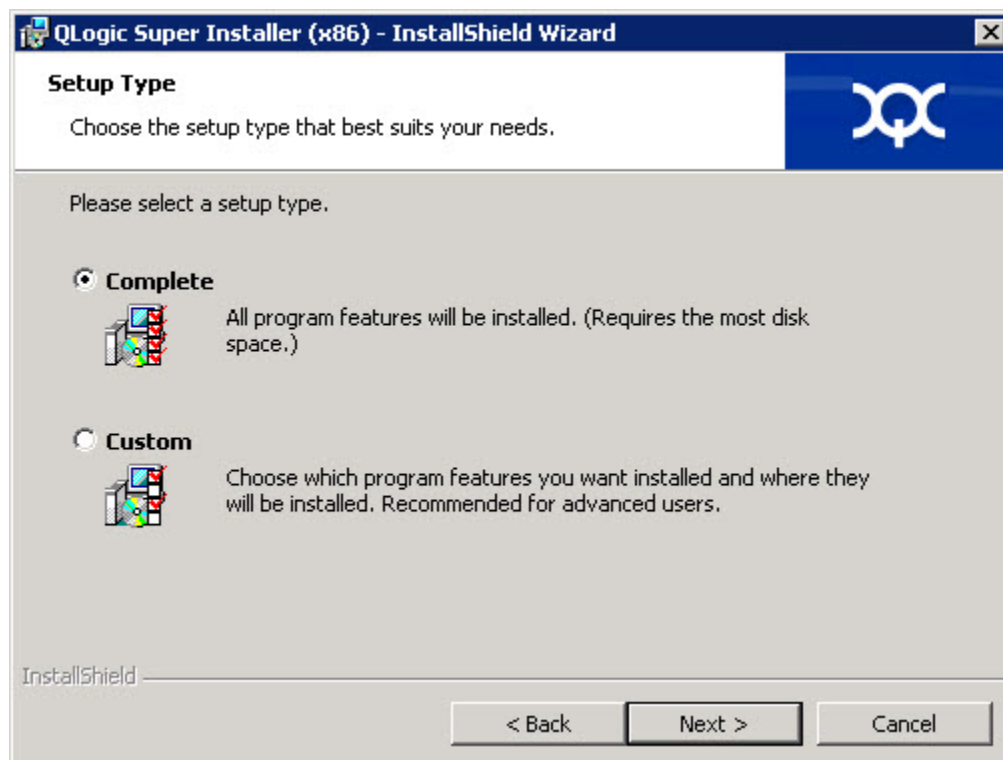 QLogic Super Installer (x86) - InstallShield Wizard
Setup Type
Choose the setup type that best suits your needs.
Please select a setup type.
Complete
All program features will be installed. (Requires the most disk
space.)
Custom
Choose which program features you want installed and where they
will be installed. Recommended for advanced users.
InstallShield
< Back
Next >
Cancel